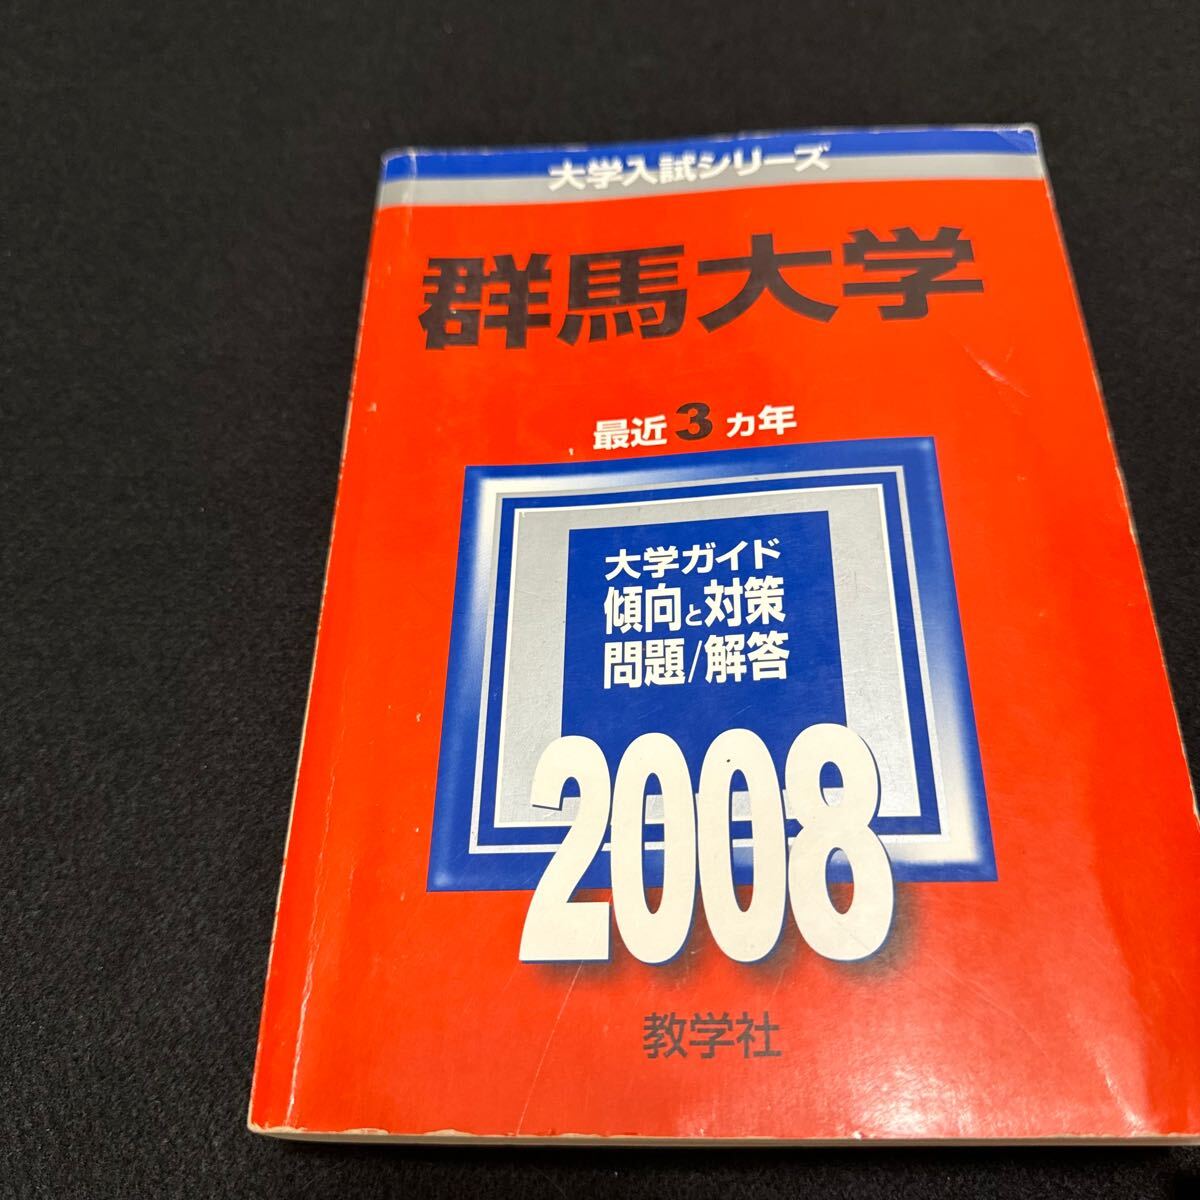 大学入試シリーズ
群馬大学
最近3ヵ年
大学ガイド
傾向と対策
問題/解答
2008
教学社